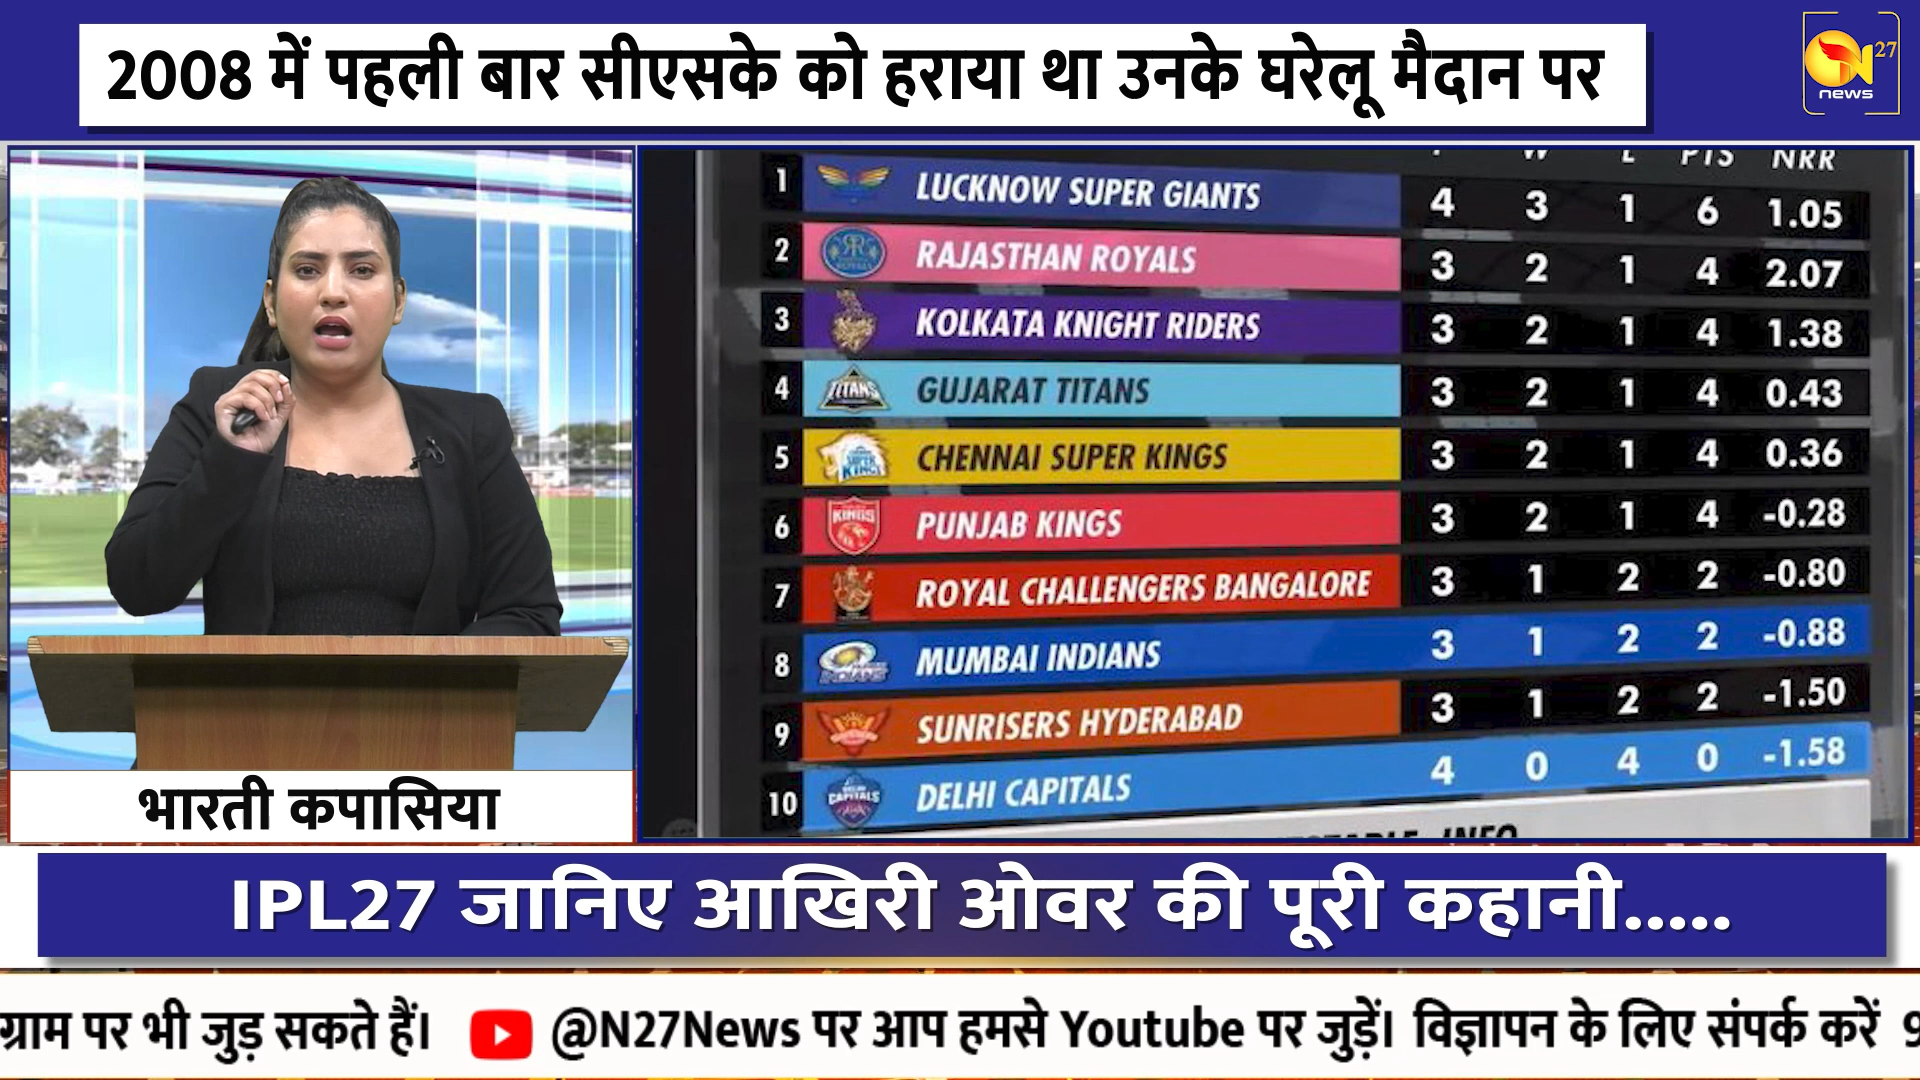 2008 में पहली बार सीएसके को हराया था उनके घरेलू मैदान पर
N 27
news
W L PTS NRR
1 LUCKNOW SUPER GIANTS 4 3 1 6 1.05
2 RAJASTHAN ROYALS 3 2 1 4 2.07
3 KOLKATA KNIGHT RIDERS 3 2 1 4 1.38
4 TITANS GUJARAT TITANS 3 2 1 4 0.43
5 CHENNAI SUPER KINGS 3 2 1 4 0.36
6 KINGS PUNJAB KINGS 3 2 1 4 -0.28
7 ROYAL CHALLENGERS BANGALORE 3 1 2 2 -0.80
8 MUMBAI INDIANS 3 1 2 2 -0.88
9 SUNRISERS HYDERABAD 3 1 2 2 -1.50
10 CAPITALS DELHI CAPITALS 4 0 4 0 -1.58
भारती कपासिया
IPL27 जानिए आखिरी ओवर की पूरी कहानी.....
ग्राम पर भी जुड़ सकते हैं। @N27News पर आप हमसे Youtube पर जुड़ें। विज्ञापन के लिए संपर्क करें 9